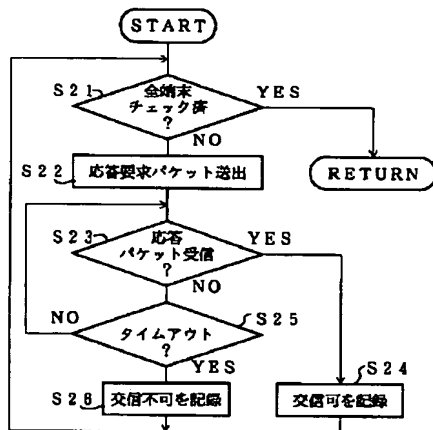 START
S21
全端末
チェック済
?
YES
NO
S22
応答要求パケット送出
RETURN
S23
応答
パケット受信
?
YES
NO
NO
タイムアウト
?
S25
YES
S24
S26
交信不可を記録
交信可を記録